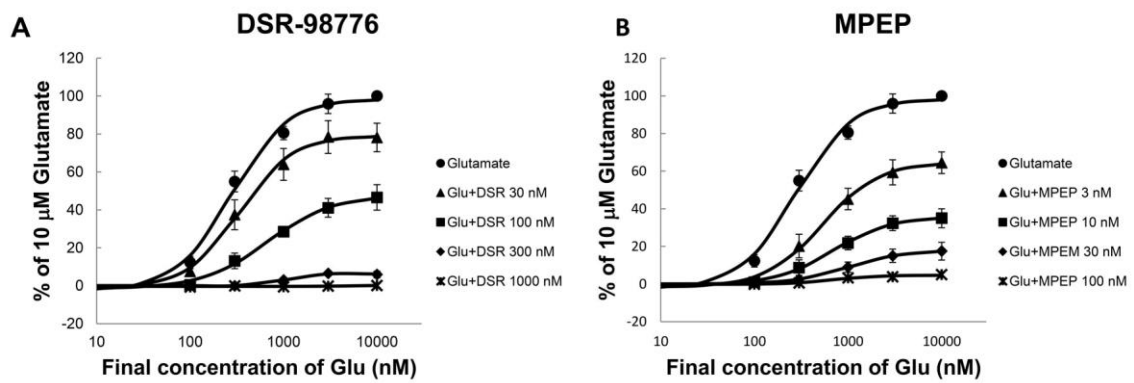 A
DSR-98776
120
100
80
60
40
20
0
-20
% of 10 μM Glutamate
10
100
1000
10000
Final concentration of Glu (nM)
Glutamate
Glu+DSR 30 nM
Glu+DSR 100 nM
Glu+DSR 300 nM
Glu+DSR 1000 nM
B
MPEP
120
100
80
60
40
20
0
-20
% of 10 μM Glutamate
10
100
1000
10000
Final concentration of Glu (nM)
Glutamate
Glu+MPEP 3 nM
Glu+MPEP 10 nM
Glu+MPEM 30 nM
Glu+MPEP 100 nM